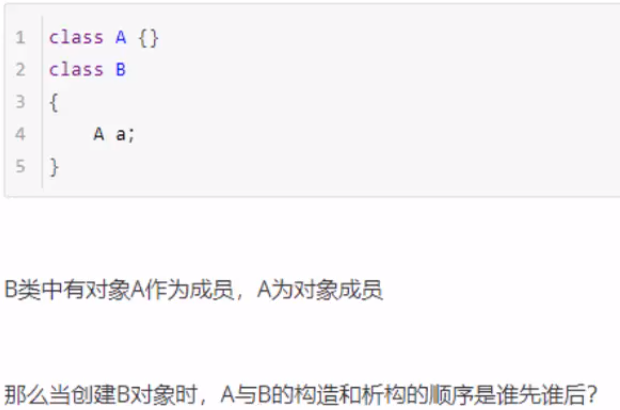 1 class A {}
2 class B
3 {
4     A a;
5 }
B类中有对象A作为成员，A为对象成员
那么当创建B对象时，A与B的构造和析构的顺序是谁先谁后?